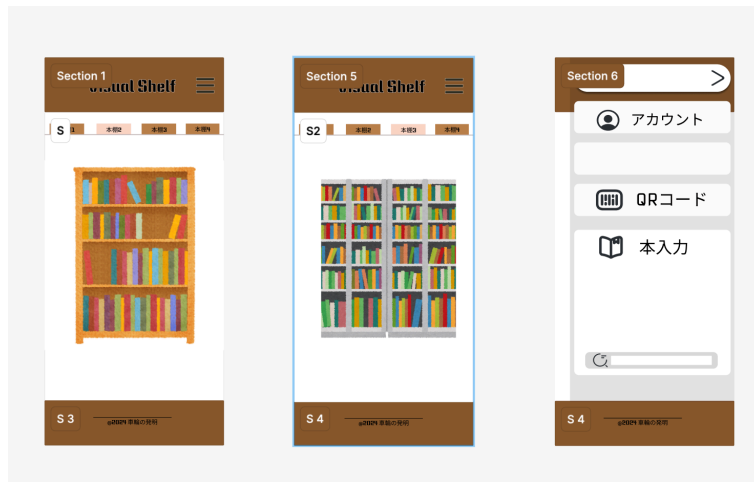 Section 1
Visual Shelf
S
本棚2
本棚3
本棚4
S 3
©2024 車輪の発明
Section 5
Visual Shelf
S2
本棚2
本棚3
本棚4
S 4
©2024 車輪の発明
Section 6
アカウント
QRコード
本入力
S 4
©2024 車輪の発明